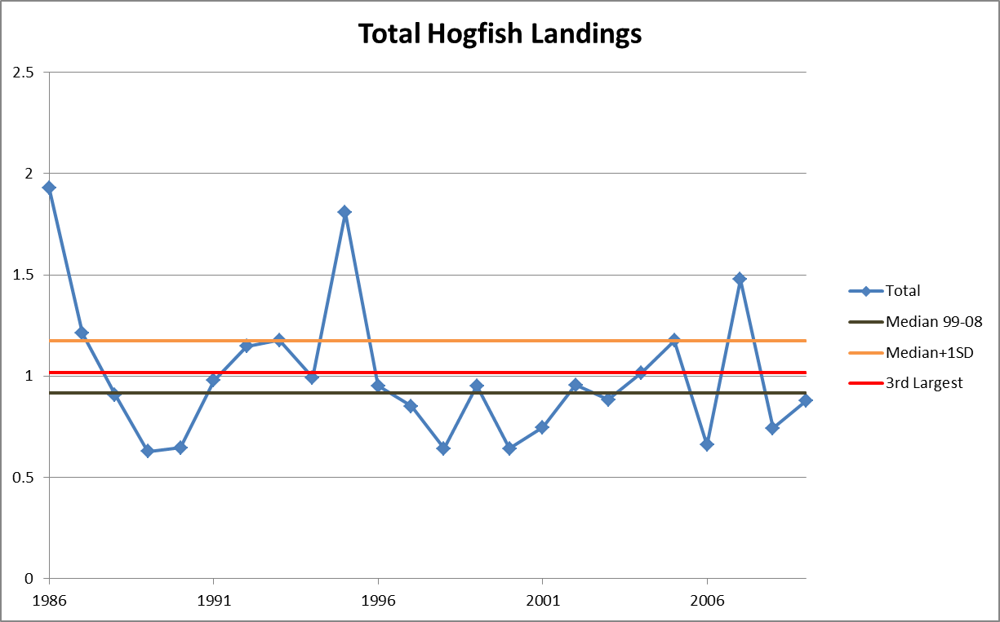 Total Hogfish Landings
2.5
2
1.5
1
0.5
0
1986 1991 1996 2001 2006
Total
Median 99-08
Median+1SD
3rd Largest